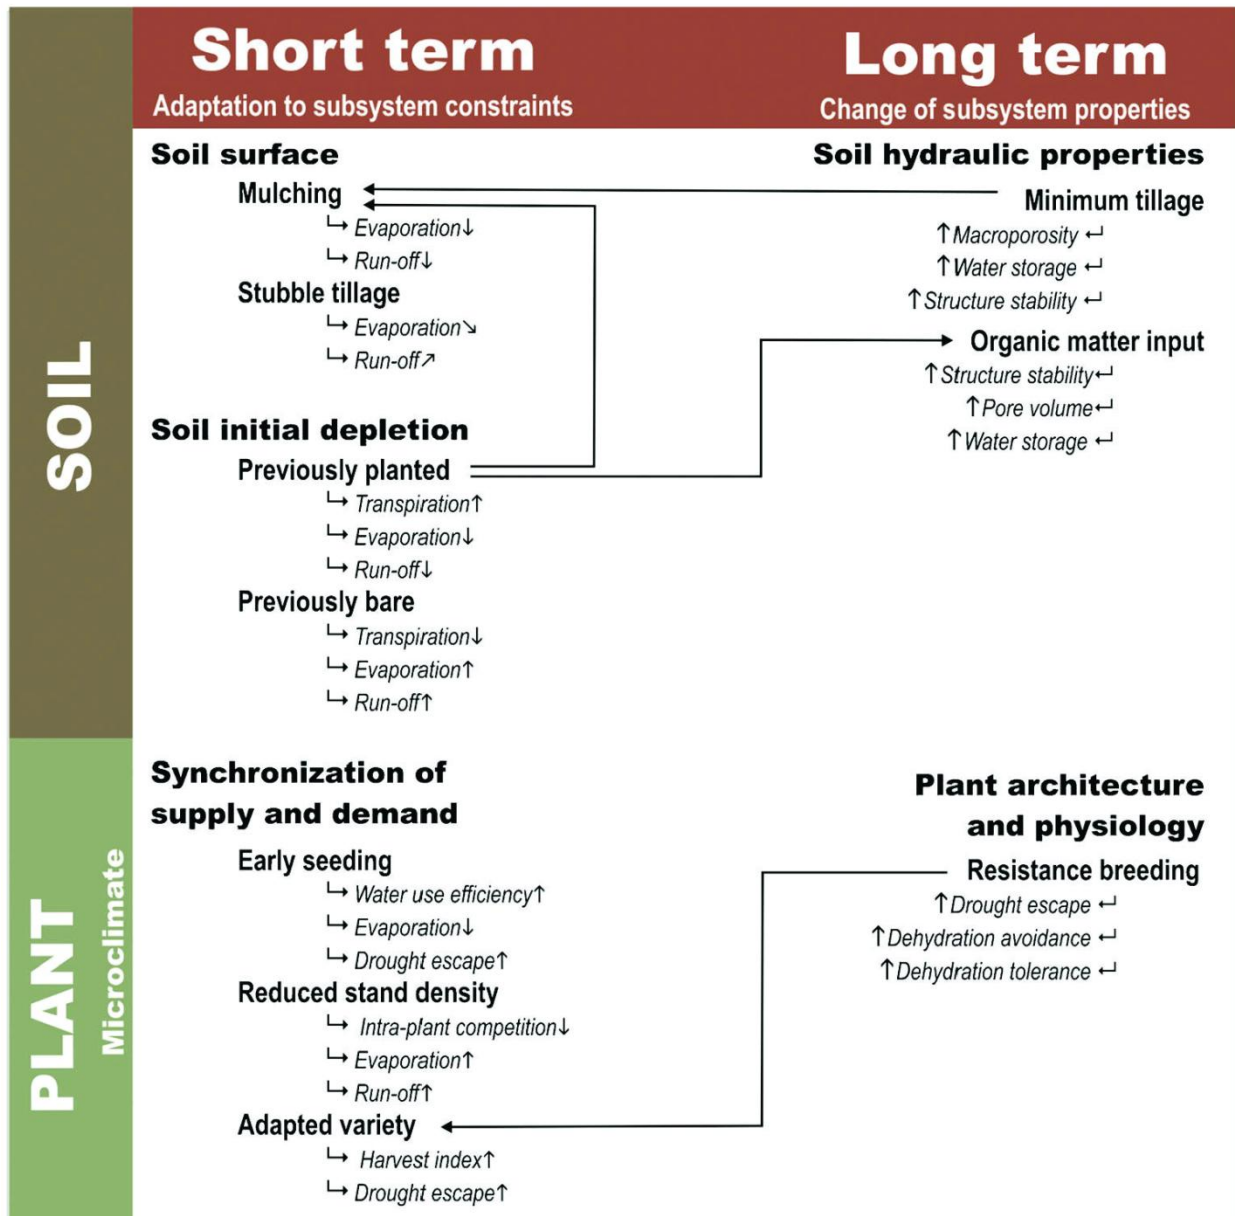 Short term
Adaptation to subsystem constraints
Long term
Change of subsystem properties
SOIL
Soil surface
Mulching
↳ Evaporation↓
↳ Run-off↓
Stubble tillage
↳ Evaporation↘
↳ Run-off↗
Soil initial depletion
Previously planted
↳ Transpiration↑
↳ Evaporation↓
↳ Run-off↓
Previously bare
↳ Transpiration↓
↳ Evaporation↑
↳ Run-off↑
Soil hydraulic properties
Minimum tillage
↑Macroporosity ↵
↑Water storage ↵
↑Structure stability ↵
Organic matter input
↑Structure stability↵
↑Pore volume↵
↑Water storage ↵
PLANT
Microclimate
Synchronization of
supply and demand
Early seeding
↳ Water use efficiency↑
↳ Evaporation↓
↳ Drought escape↑
Reduced stand density
↳ Intra-plant competition↓
↳ Evaporation↑
↳ Run-off↑
Adapted variety
↳ Harvest index↑
↳ Drought escape↑
Plant architecture
and physiology
Resistance breeding
↑Drought escape ↵
↑Dehydration avoidance ↵
↑Dehydration tolerance ↵